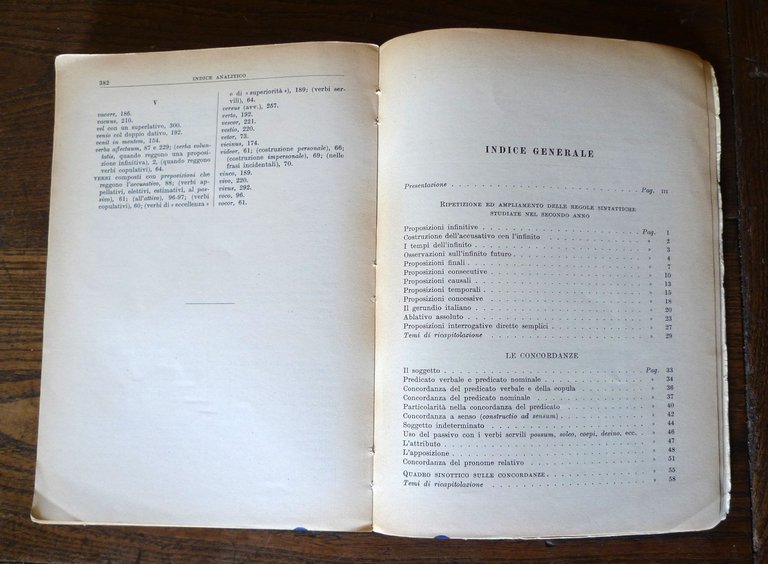 382
INDICE ANALITICO
V
vacare, 186.
vacuus, 210.
vel con un superlativo, 300.
venio col doppio dativo, 192.
venit in mentem, 154.
verba affectuum, 87 e 229; (verba volun-
tatis, quando reggono una proposi-
zione infinitiva), 2, (quando reggono
verbi copulativi), 64.
VERBI composti con preposizioni che
reggono l'accusativo, 88; (verbi ap-
pellativi, elettivi, estimativi, al pas-
sivo), 61; (all'attivo), 96-97; (verbi
copulativi), 60; (verbi di « eccellenza »
e di « superiorità »), 189; (verbi ser-
vili), 64.
versus (avv.), 257.
verto, 192.
vescor, 221.
vestio, 220.
vetor, 73.
vicinus, 174.
videor, 61; (costruzione personale), 66;
(costruzione impersonale), 69; (nelle
frasi incidentali), 70.
vinco, 189.
vivo, 220.
vivus, 292.
voco, 96.
vocor, 61.
INDICE GENERALE
Presentazione . . . Pag. III
RIPETIZIONE ED AMPLIAMENTO DELLE REGOLE SINTATTICHE
STUDIATE NEL SECONDO ANNO
Proposizioni infinitive . . . Pag. 1
Costruzione dell'accusativo con l'infinito . . . » 2
I tempi dell'infinito . . . » 3
Osservazioni sull'infinito futuro . . . » 4
Proposizioni finali . . . » 7
Proposizioni consecutive . . . » 10
Proposizioni causali . . . » 13
Proposizioni temporali . . . » 15
Proposizioni concessive . . . » 18
Il gerundio italiano . . . » 20
Ablativo assoluto . . . » 23
Proposizioni interrogative dirette semplici . . . » 27
Temi di ricapitolazione . . . » 29
LE CONCORDANZE
Il soggetto . . . Pag. 33
Predicato verbale e predicato nominale . . . » 34
Concordanza del predicato verbale e della copula . . . » 36
Concordanza del predicato nominale . . . » 37
Particolarità nella concordanza del predicato . . . » 40
Concordanza a senso (constructio ad sensum) . . . » 42
Soggetto indeterminato . . . » 44
Uso del passivo con i verbi servili possum, soleo, coepi, desino, ecc. . . . » 46
L'attributo . . . » 47
L'apposizione . . . » 48
Concordanza del pronome relativo . . . » 51
QUADRO SINOTTICO SULLE CONCORDANZE . . . » 55
Temi di ricapitolazione . . . » 58